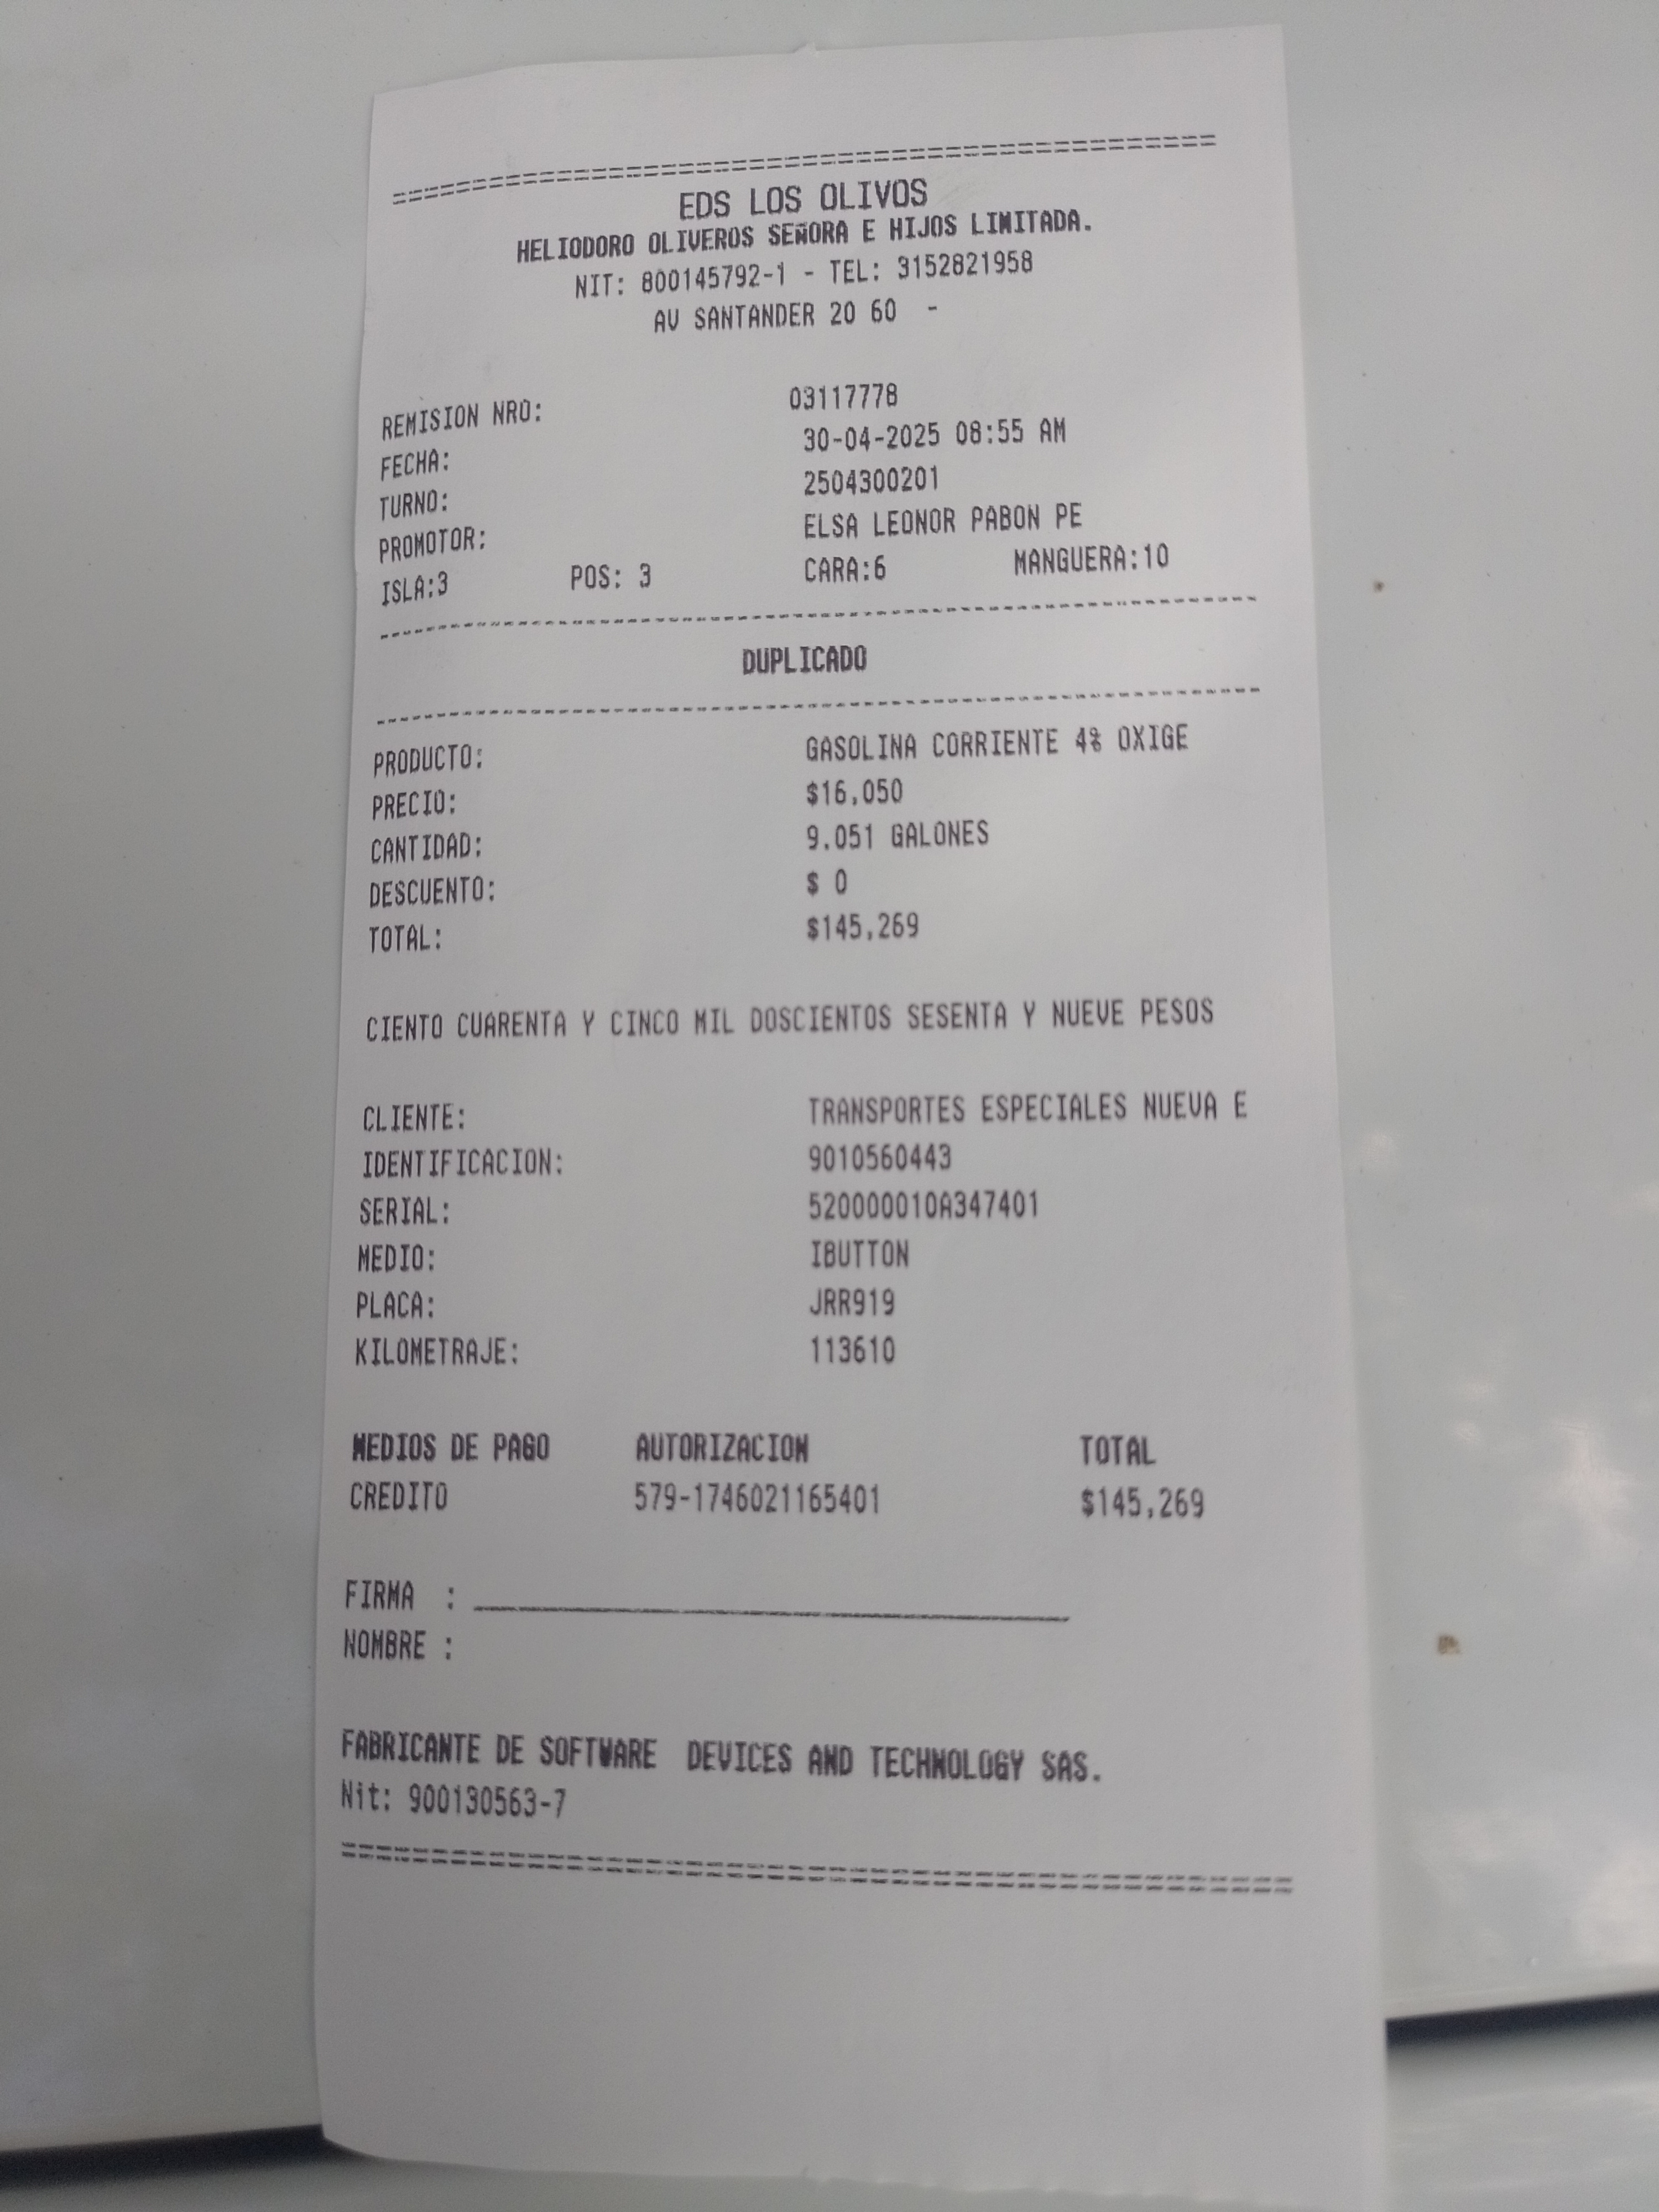 ========================================================
EDS LOS OLIVOS
HELIODORO OLIVEROS SEÑORA E HIJOS LIMITADA.
NIT: 800145792-1 - TEL: 3152821958
AV SANTANDER 20 60 -
REMISION NRO: 03117778
FECHA: 30-04-2025 08:55 AM
TURNO: 2504300201
PROMOTOR: ELSA LEONOR PABON PE
ISLA:3 POS: 3 CARA:6 MANGUERA:10
--------------------------------------------------------
DUPLICADO
--------------------------------------------------------
PRODUCTO: GASOLINA CORRIENTE 4% OXIGE
PRECIO: $16,050
CANTIDAD: 9.051 GALONES
DESCUENTO: $ 0
TOTAL: $145,269
CIENTO CUARENTA Y CINCO MIL DOSCIENTOS SESENTA Y NUEVE PESOS
CLIENTE: TRANSPORTES ESPECIALES NUEVA E
IDENTIFICACION: 9010560443
SERIAL: 520000010A347401
MEDIO: IBUTTON
PLACA: JRR919
KILOMETRAJE: 113610
MEDIOS DE PAGO AUTORIZACION TOTAL
CREDITO 579-1746021165401 $145,269
FIRMA : ______________________________
NOMBRE :
FABRICANTE DE SOFTWARE DEVICES AND TECHNOLOGY SAS.
Nit: 900130563-7
========================================================